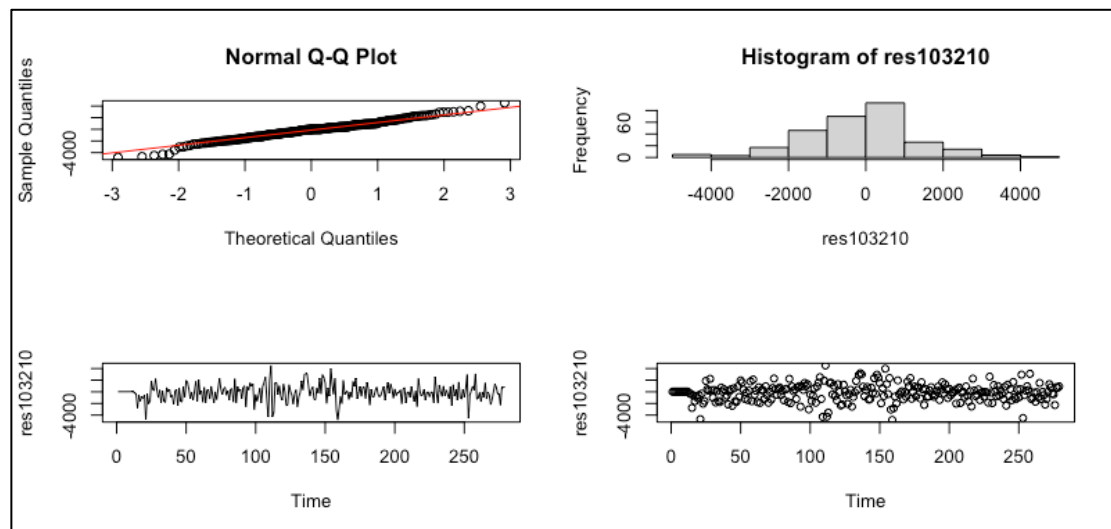 Normal Q-Q Plot
Sample Quantiles
-4000
-3 -2 -1 0 1 2 3
Theoretical Quantiles
Histogram of res103210
Frequency
0 60
-4000 -2000 0 2000 4000
res103210
res103210
-4000
0 50 100 150 200 250
Time
res103210
-4000
0 50 100 150 200 250
Time